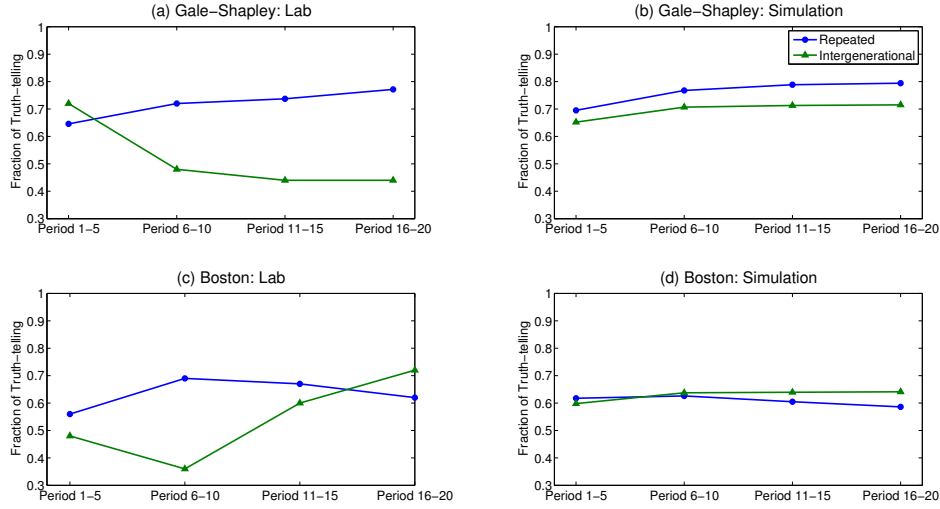 (a) Gale−Shapley: Lab
Fraction of Truth−telling
1
0.9
0.8
0.7
0.6
0.5
0.4
0.3
Period 1−5 Period 6−10 Period 11−15 Period 16−20
(b) Gale−Shapley: Simulation
Repeated
Intergenerational
Fraction of Truth−telling
1
0.9
0.8
0.7
0.6
0.5
0.4
0.3
Period 1−5 Period 6−10 Period 11−15 Period 16−20
(c) Boston: Lab
Fraction of Truth−telling
1
0.9
0.8
0.7
0.6
0.5
0.4
0.3
Period 1−5 Period 6−10 Period 11−15 Period 16−20
(d) Boston: Simulation
Fraction of Truth−telling
1
0.9
0.8
0.7
0.6
0.5
0.4
0.3
Period 1−5 Period 6−10 Period 11−15 Period 16−20